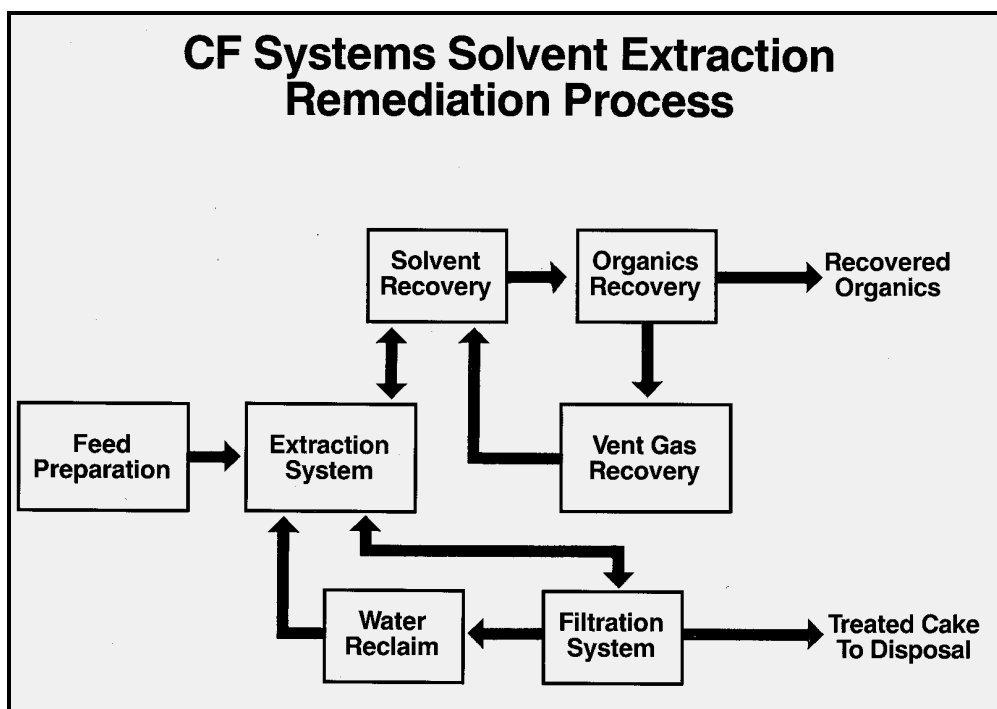 CF Systems Solvent Extraction
Remediation Process
Solvent
Recovery
Organics
Recovery
Recovered
Organics
Feed
Preparation
Extraction
System
Vent Gas
Recovery
Water
Reclaim
Filtration
System
Treated Cake
To Disposal